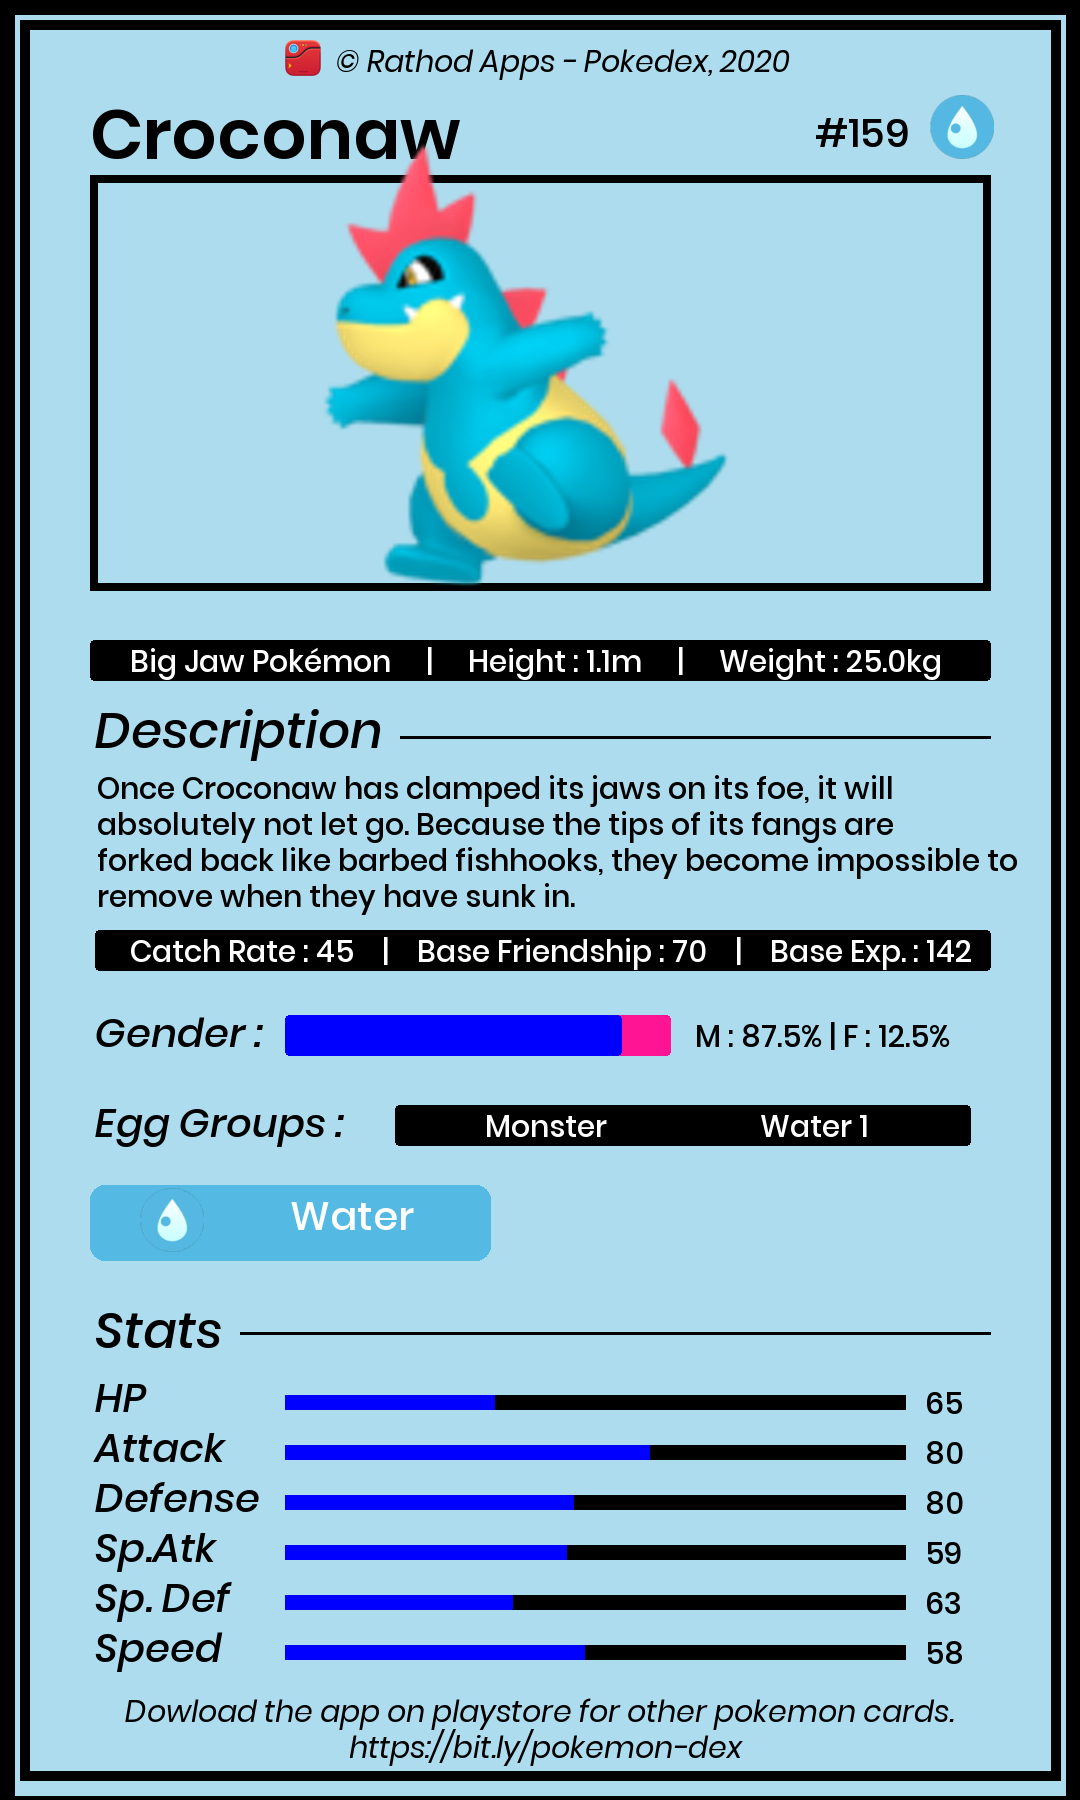 © Rathod Apps - Pokedex, 2020
Croconaw
#159
Big Jaw Pokémon | Height : 1.1m | Weight : 25.0kg
Description
Once Croconaw has clamped its jaws on its foe, it will
absolutely not let go. Because the tips of its fangs are
forked back like barbed fishhooks, they become impossible to
remove when they have sunk in.
Catch Rate : 45 | Base Friendship : 70 | Base Exp. : 142
Gender : M : 87.5% | F : 12.5%
Egg Groups : Monster Water 1
Water
Stats
HP 65
Attack 80
Defense 80
Sp.Atk 59
Sp. Def 63
Speed 58
Dowload the app on playstore for other pokemon cards.
https://bit.ly/pokemon-dex